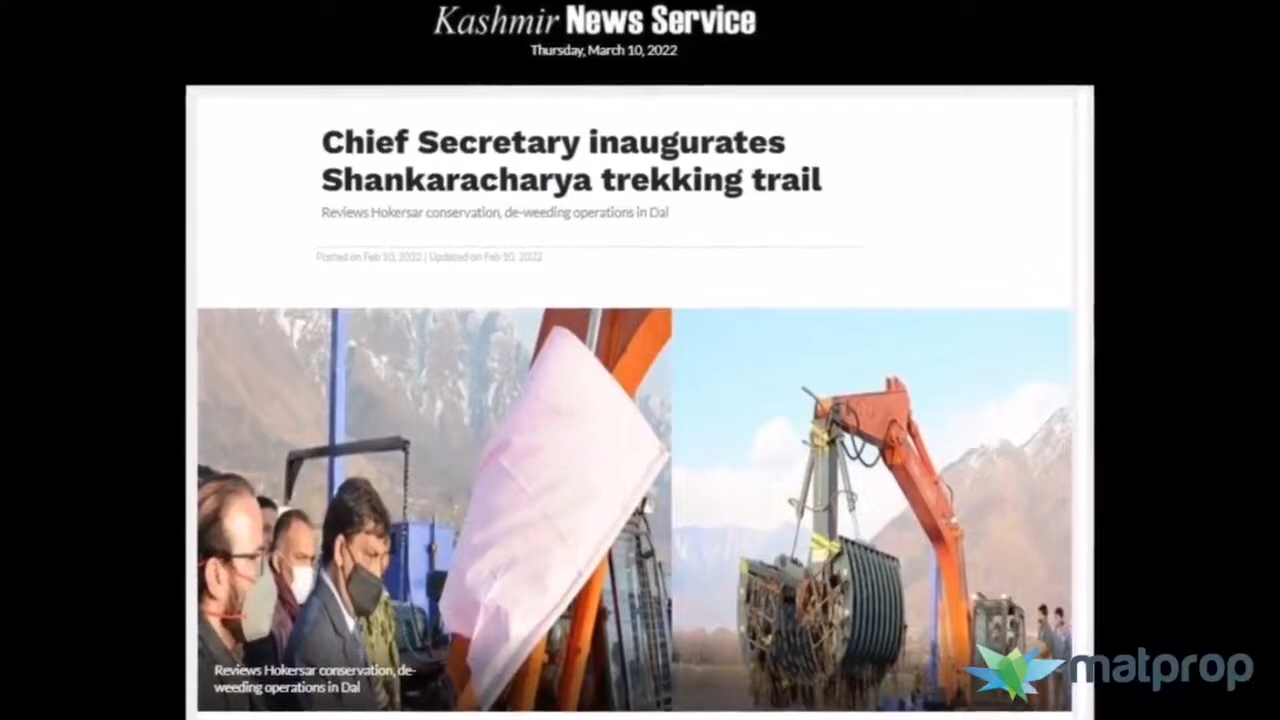 Kashmir News Service
Thursday, March 10, 2022
Chief Secretary inaugurates
Shankaracharya trekking trail
Reviews Hokersar conservation, de-weeding operations in Dal
Posted on Feb 10, 2022 | Updated on Feb 10, 2022
Reviews Hokersar conservation, de-
weeding operations in Dal
matprop